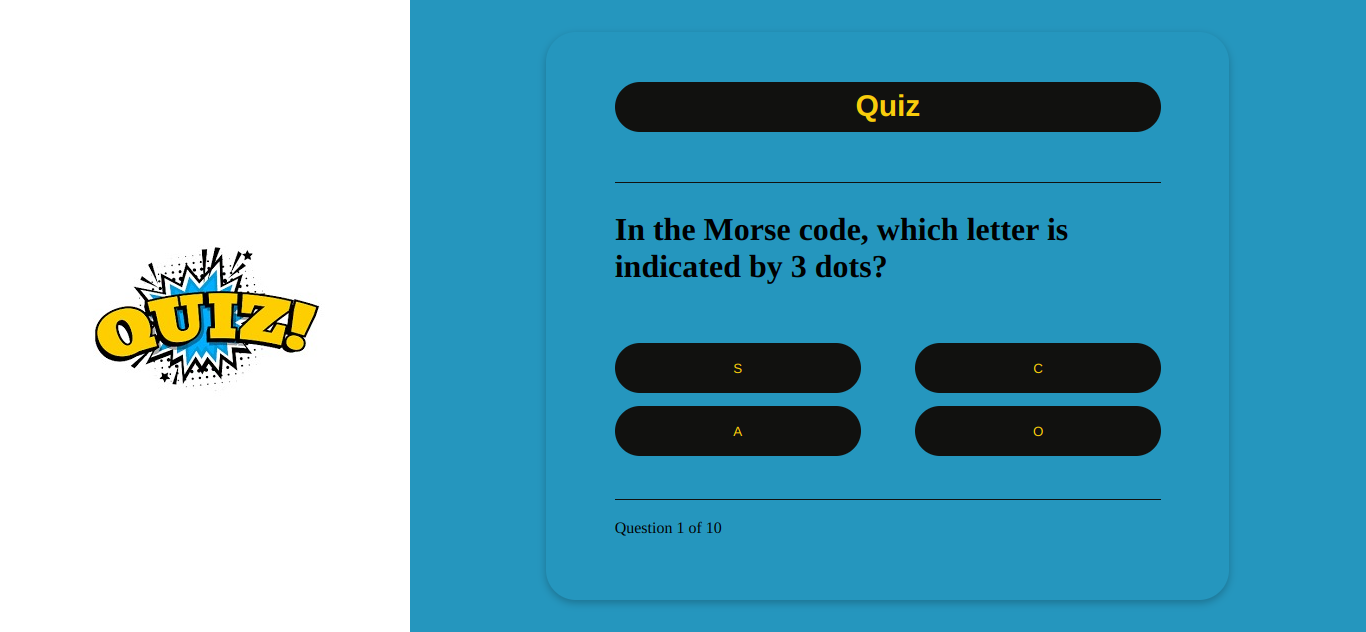 QUIZ!
Quiz
In the Morse code, which letter is
indicated by 3 dots?
S
C
A
O
Question 1 of 10